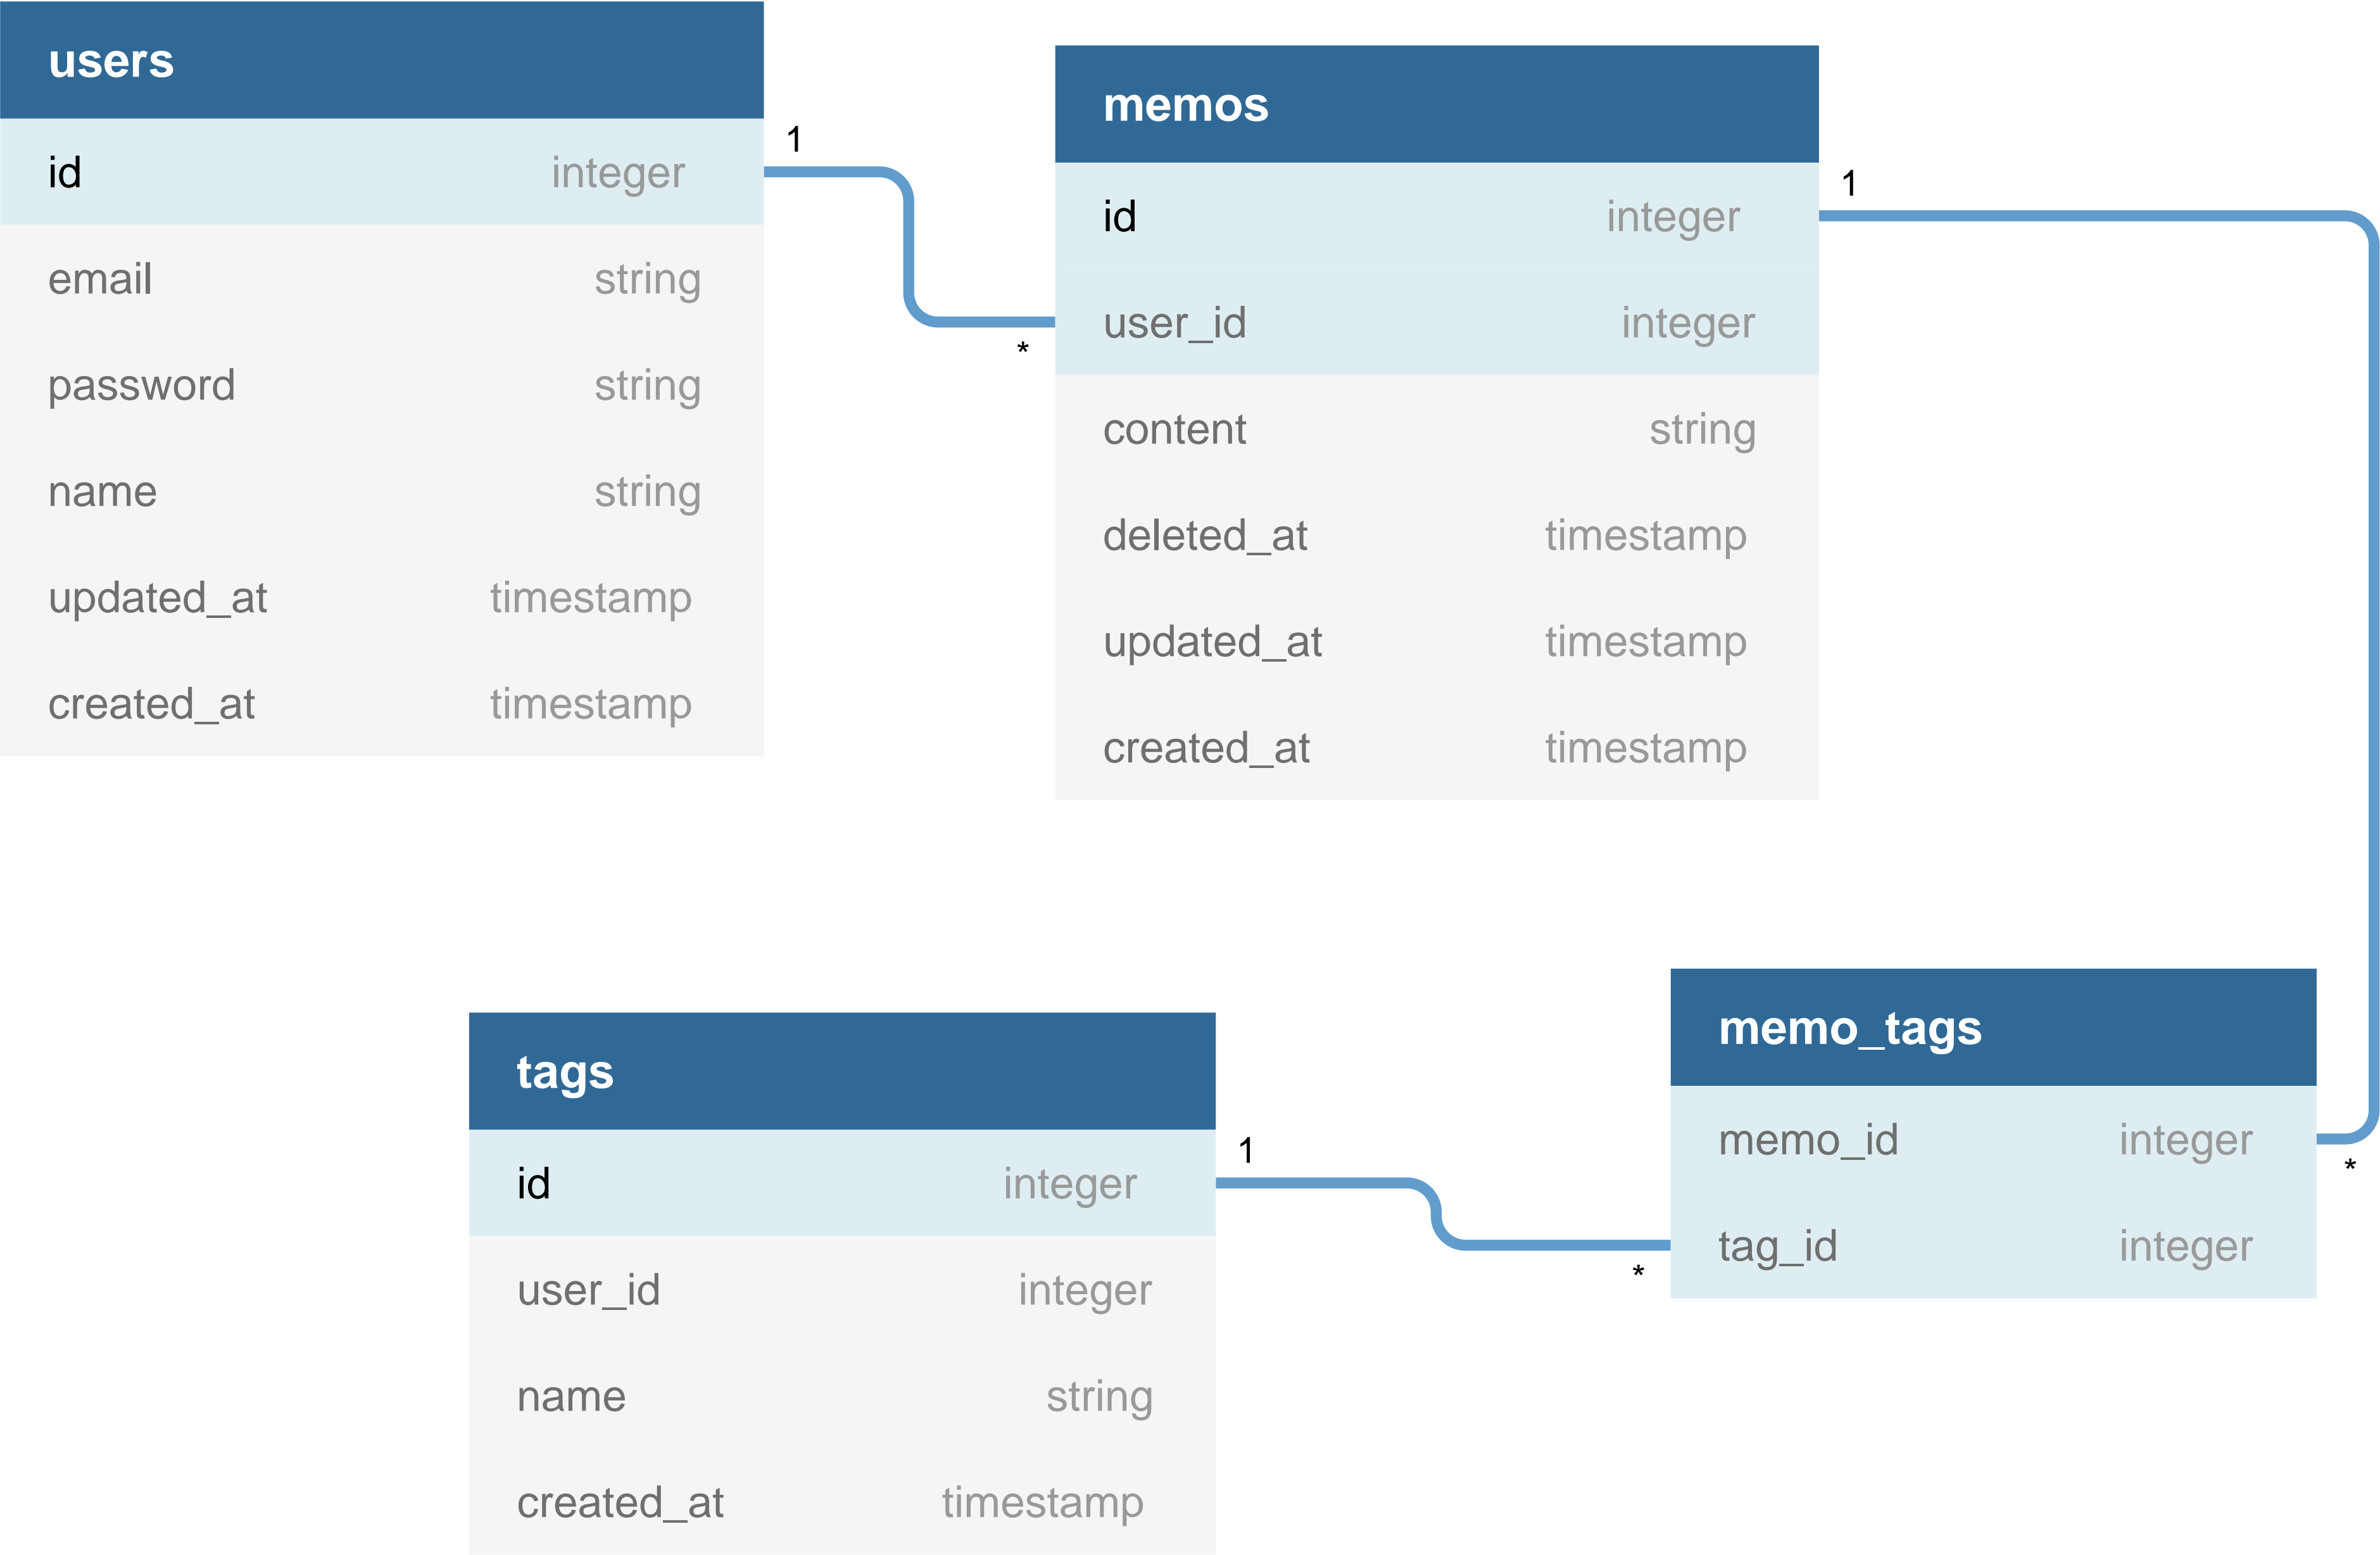 users
id integer
email string
password string
name string
updated_at timestamp
created_at timestamp
1
*
memos
id integer
user_id integer
content string
deleted_at timestamp
updated_at timestamp
created_at timestamp
1
*
tags
id integer
user_id integer
name string
created_at timestamp
1
*
memo_tags
memo_id integer
tag_id integer